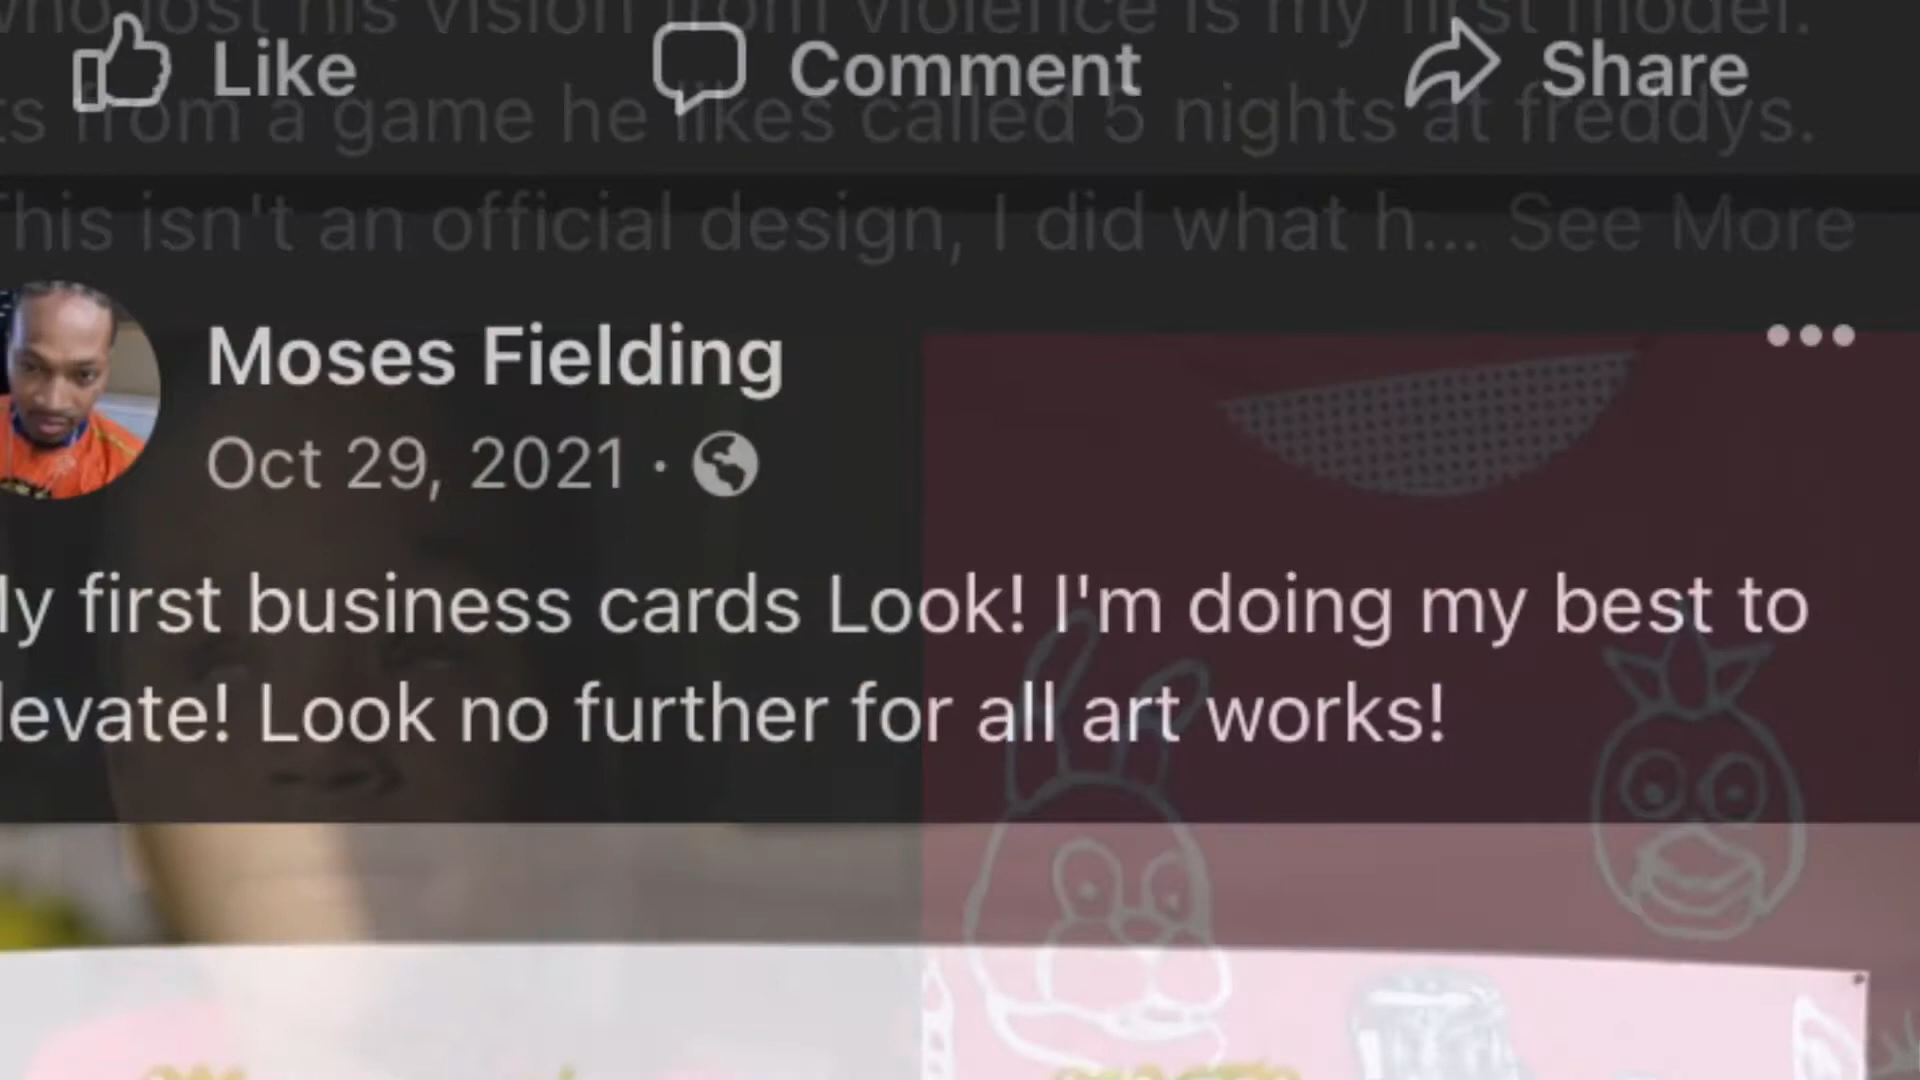 who lost his vision from violence is my first model.
Like Comment Share
ts from a game he likes called 5 nights at freddys.
This isn't an official design, I did what h... See More
Moses Fielding
Oct 29, 2021 ·
ly first business cards Look! I'm doing my best to
levate! Look no further for all art works!